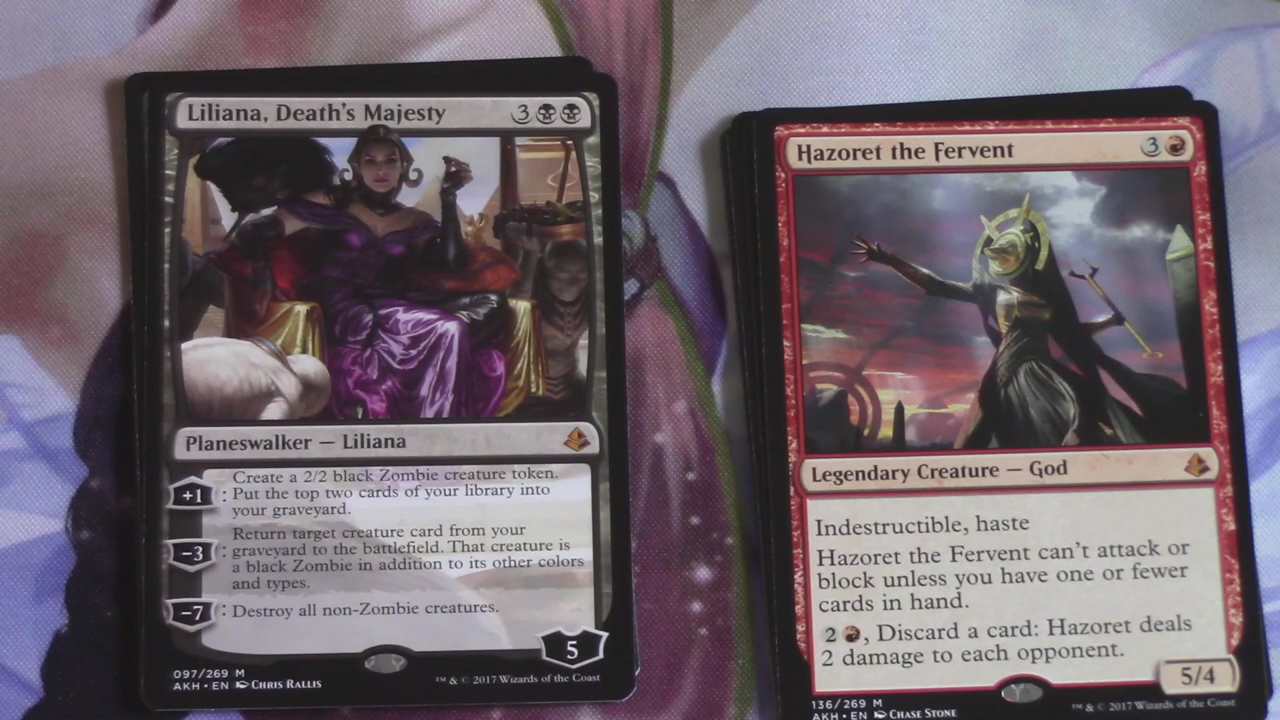 Liliana, Death's Majesty 3
Planeswalker — Liliana
Create a 2/2 black Zombie creature token.
+1 : Put the top two cards of your library into
your graveyard.
Return target creature card from your
−3 : graveyard to the battlefield. That creature is
a black Zombie in addition to its other colors
and types.
−7 : Destroy all non-Zombie creatures.
5
097/269 M
AKH • EN Chris Rallis
™ & © 2017 Wizards of the Coast
Hazoret the Fervent 3
Legendary Creature — God
Indestructible, haste
Hazoret the Fervent can't attack or
block unless you have one or fewer
cards in hand.
2 , Discard a card: Hazoret deals
2 damage to each opponent.
5/4
136/269 M
AKH • EN Chase Stone
™ & © 2017 Wizards of the Coast